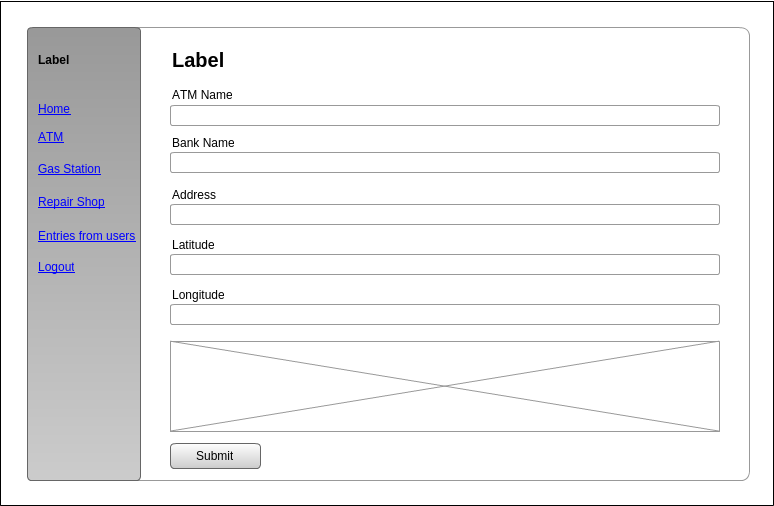 Label
Home
ATM
Gas Station
Repair Shop
Entries from users
Logout
Label
ATM Name
Bank Name
Address
Latitude
Longitude
Submit